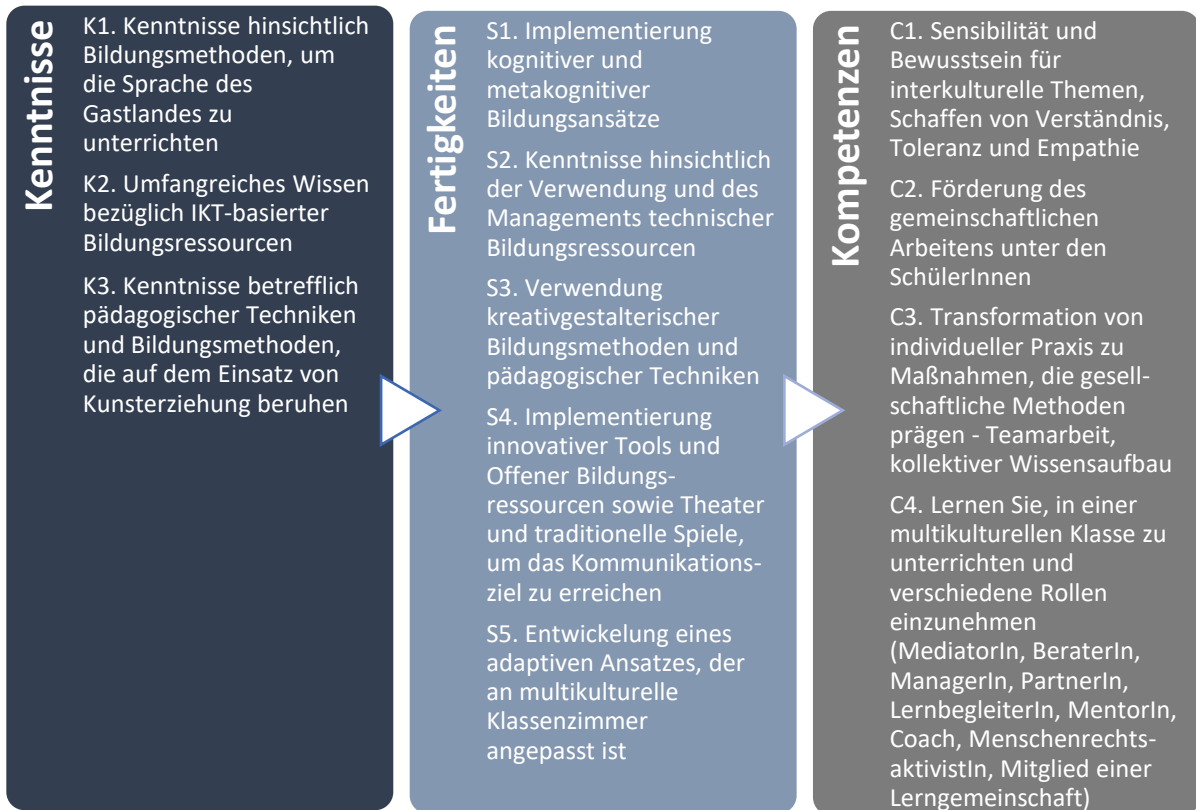 Kenntnisse
K1. Kenntnisse hinsichtlich
Bildungsmethoden, um
die Sprache des
Gastlandes zu
unterrichten
K2. Umfangreiches Wissen
bezüglich IKT-basierter
Bildungsressourcen
K3. Kenntnisse betrefflich
pädagogischer Techniken
und Bildungsmethoden,
die auf dem Einsatz von
Kunsterziehung beruhen
Fertigkeiten
S1. Implementierung
kognitiver und
metakognitiver
Bildungsansätze
S2. Kenntnisse hinsichtlich
der Verwendung und des
Managements technischer
Bildungsressourcen
S3. Verwendung
kreativgestalterischer
Bildungsmethoden und
pädagogischer Techniken
S4. Implementierung
innovativer Tools und
Offener Bildungs-
ressourcen sowie Theater
und traditionelle Spiele,
um das Kommunikations-
ziel zu erreichen
S5. Entwickelung eines
adaptiven Ansatzes, der
an multikulturelle
Klassenzimmer
angepasst ist
Kompetenzen
C1. Sensibilität und
Bewusstsein für
interkulturelle Themen,
Schaffen von Verständnis,
Toleranz und Empathie
C2. Förderung des
gemeinschaftlichen
Arbeitens unter den
SchülerInnen
C3. Transformation von
individueller Praxis zu
Maßnahmen, die gesell-
schaftliche Methoden
prägen - Teamarbeit,
kollektiver Wissensaufbau
C4. Lernen Sie, in einer
multikulturellen Klasse zu
unterrichten und
verschiedene Rollen
einzunehmen
(MediatorIn, BeraterIn,
ManagerIn, PartnerIn,
LernbegleiterIn, MentorIn,
Coach, Menschenrechts-
aktivistIn, Mitglied einer
Lerngemeinschaft)